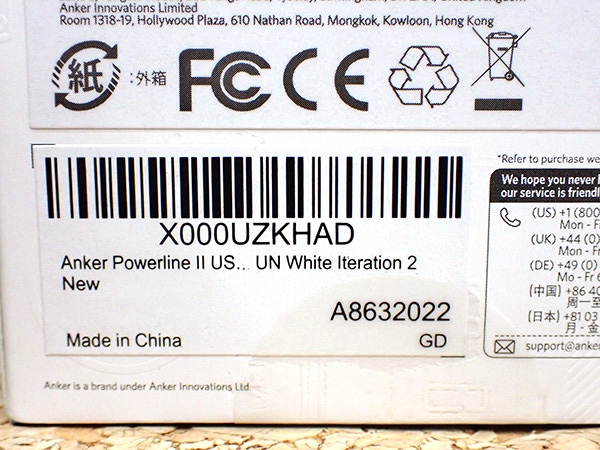 Anker Innovations Limited
Room 1318-19, Hollywood Plaza, 610 Nathan Road, Mongkok, Kowloon, Hong Kong
紙
:外箱
FC CE
X000UZKHAD
Anker Powerline II US... UN White Iteration 2
New
A8632022
Made in China
GD
Anker is a brand under Anker Innovations Ltd.
*Refer to purchase
We hope you never
our service is friendl
(US) +1 (800
Mon - F
(UK) +44 (0)
Mon - F
(DE) +49 (0)
Mo - Fr 6
(中国) +86 40
周一至
(日本) +81 03
月 - 金
support@anker